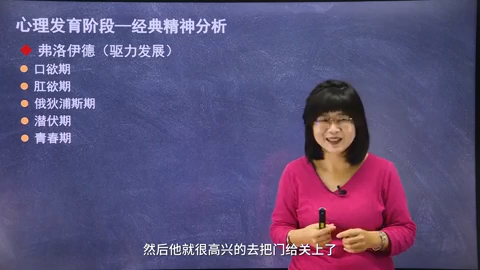 心理发育阶段—经典精神分析
弗洛伊德（驱力发展）
口欲期
肛欲期
俄狄浦斯期
潜伏期
青春期
然后他就很高兴的去把门给关上了